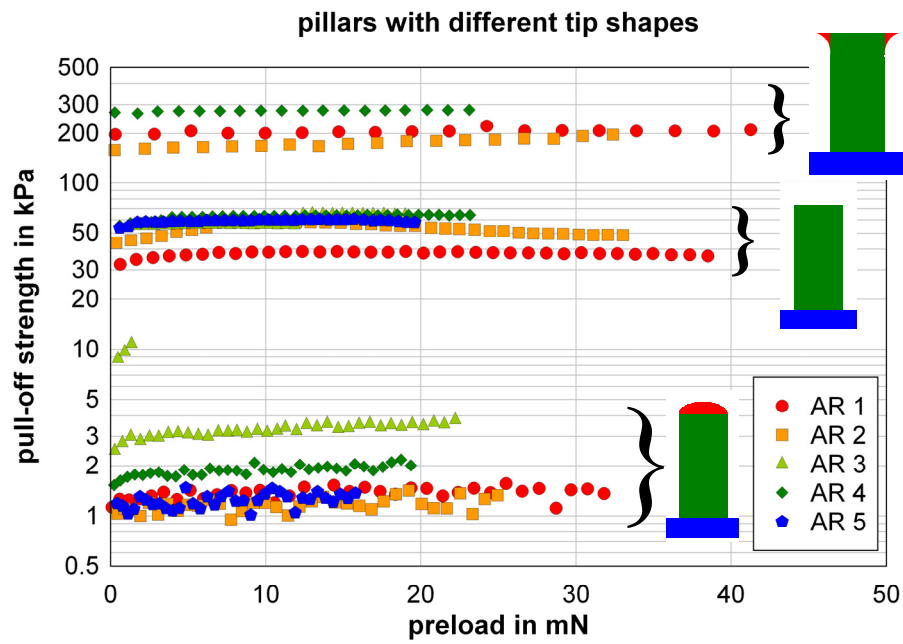 pillars with different tip shapes
pull-off strength in kPa
500
300
200
100
50
30
20
10
5
3
2
1
0.5
0
10
20
30
40
50
preload in mN
AR 1
AR 2
AR 3
AR 4
AR 5